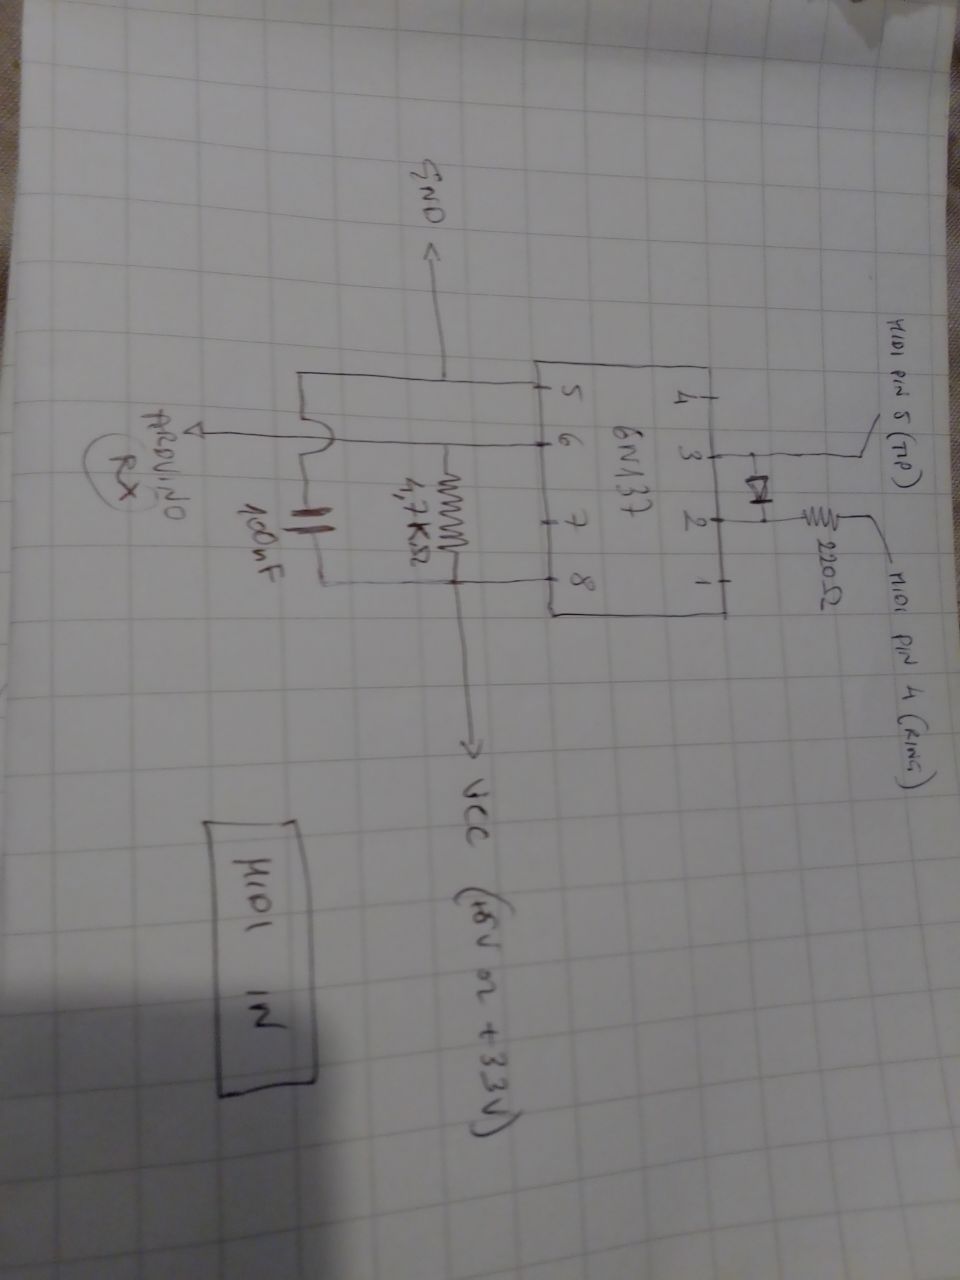 MIDI PIN 5 (TIP)
MIDI PIN 4 (RING)
220Ω
4 3 2 1
6N137
5 6 7 8
VCC (+5V or +3.3V)
GND
4,7KΩ
100nF
MIDI IN
ARDUINO
RX